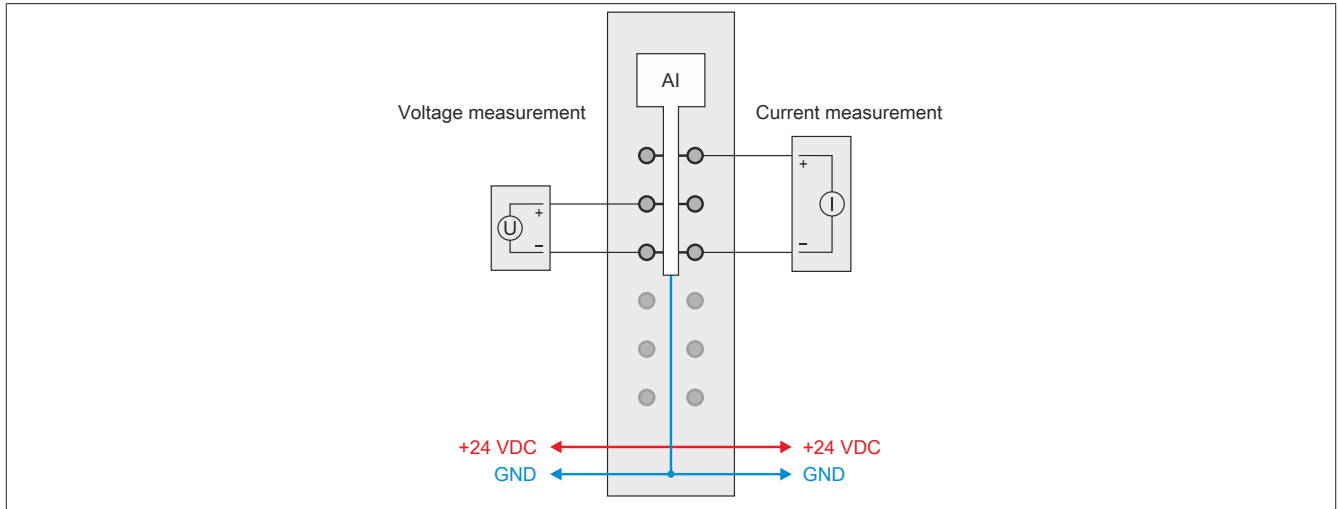 AI
Voltage measurement
Current measurement
+
+
U
I
−
−
+24 VDC
+24 VDC
GND
GND